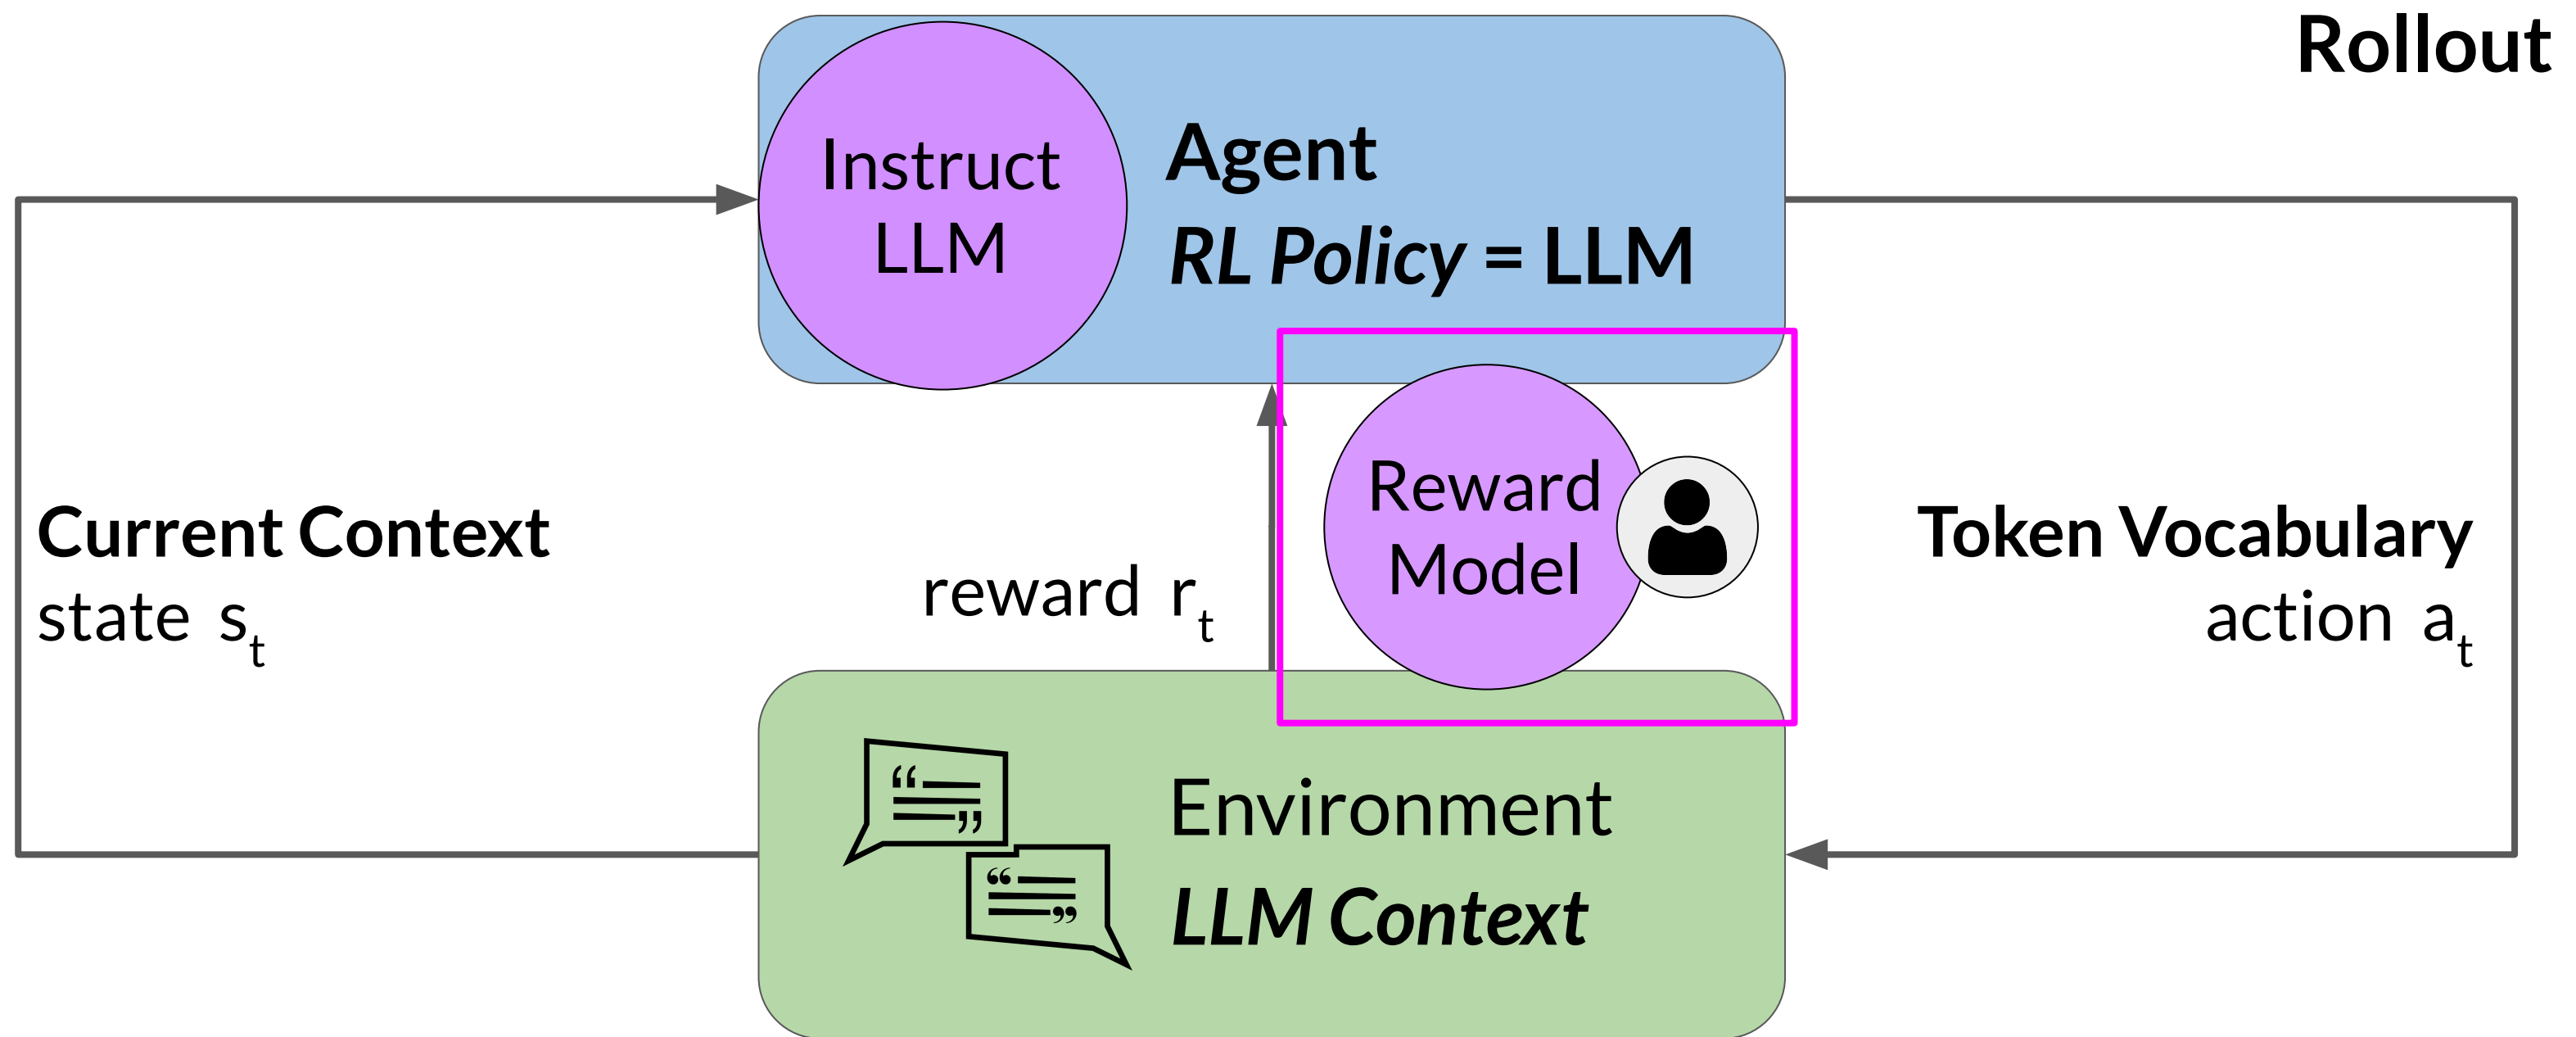 Rollout
Instruct
LLM
Agent
RL Policy = LLM
Current Context
state s_t
reward r_t
Reward
Model
Token Vocabulary
action a_t
Environment
LLM Context